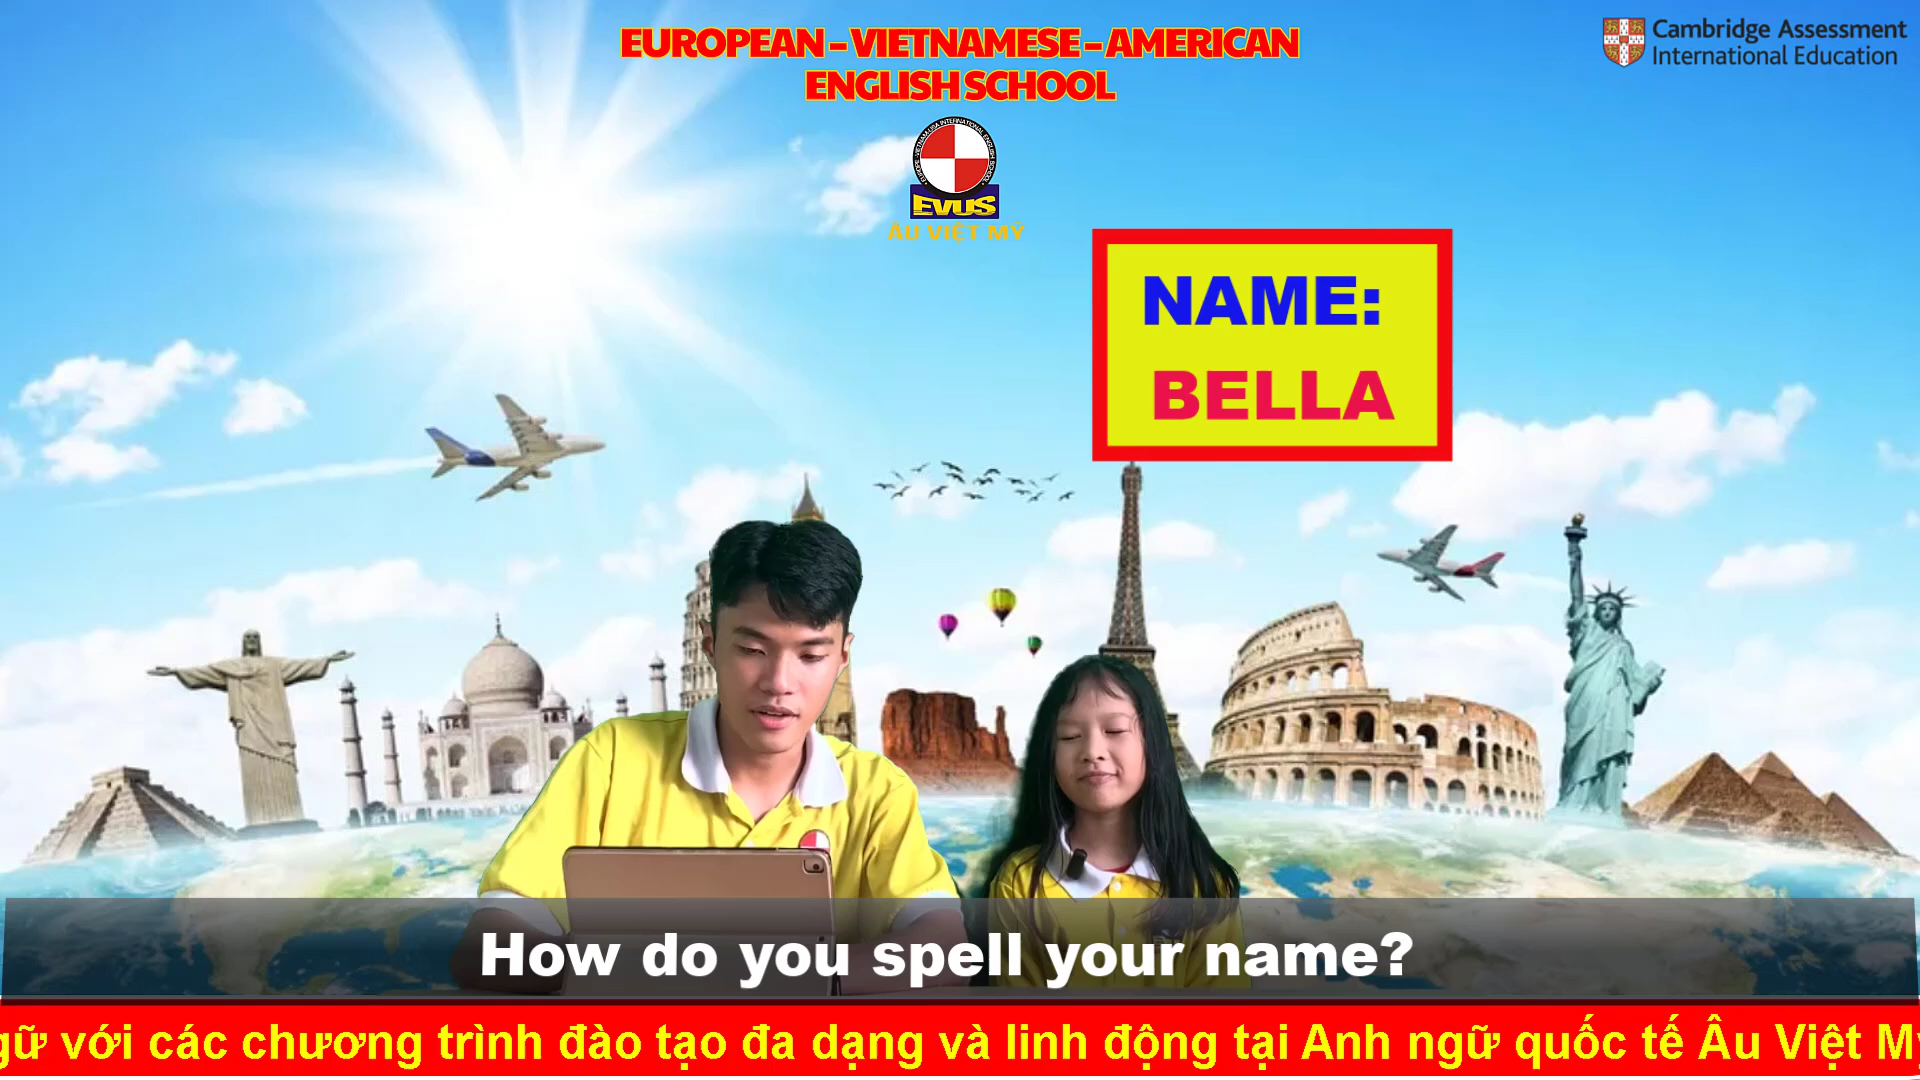 EUROPEAN – VIETNAMESE – AMERICAN
ENGLISH SCHOOL
Cambridge Assessment
International Education
EVUS
ÂU VIỆT MỸ
NAME:
BELLA
How do you spell your name?
gữ với các chương trình đào tạo đa dạng và linh động tại Anh ngữ quốc tế Âu Việt Mỹ